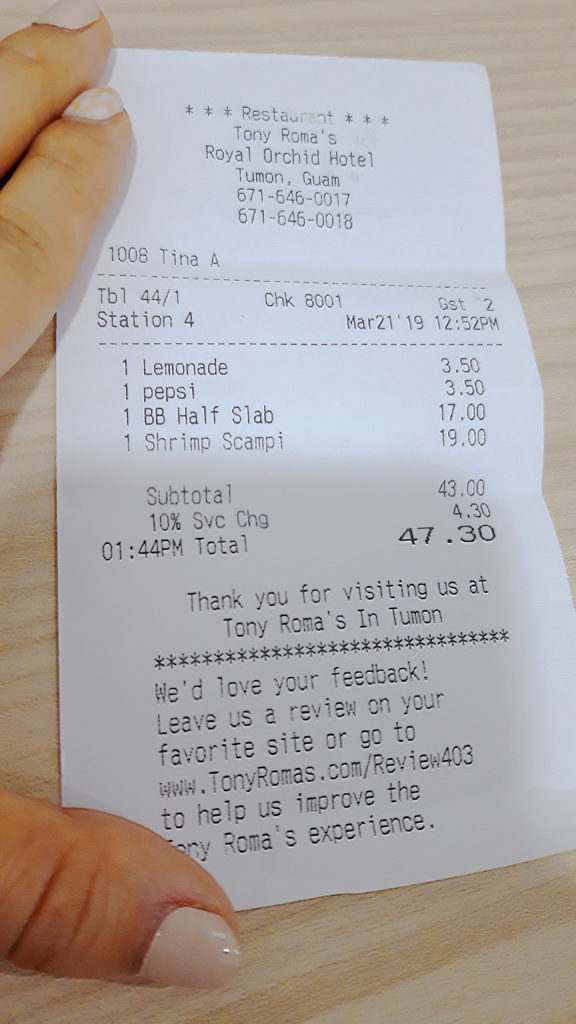 * * * Restaurant * * *
Tony Roma's
Royal Orchid Hotel
Tumon, Guam
671-646-0017
671-646-0018
1008 Tina A
Tbl 44/1 Chk 8001 Gst 2
Station 4 Mar21'19 12:52PM
1 Lemonade 3.50
1 pepsi 3.50
1 BB Half Slab 17.00
1 Shrimp Scampi 19.00
Subtotal 43.00
10% Svc Chg 4.30
01:44PM Total 47.30
Thank you for visiting us at
Tony Roma's In Tumon
*******************************
We'd love your feedback!
Leave us a review on your
favorite site or go to
www.TonyRomas.com/Review403
to help us improve the
Tony Roma's experience.